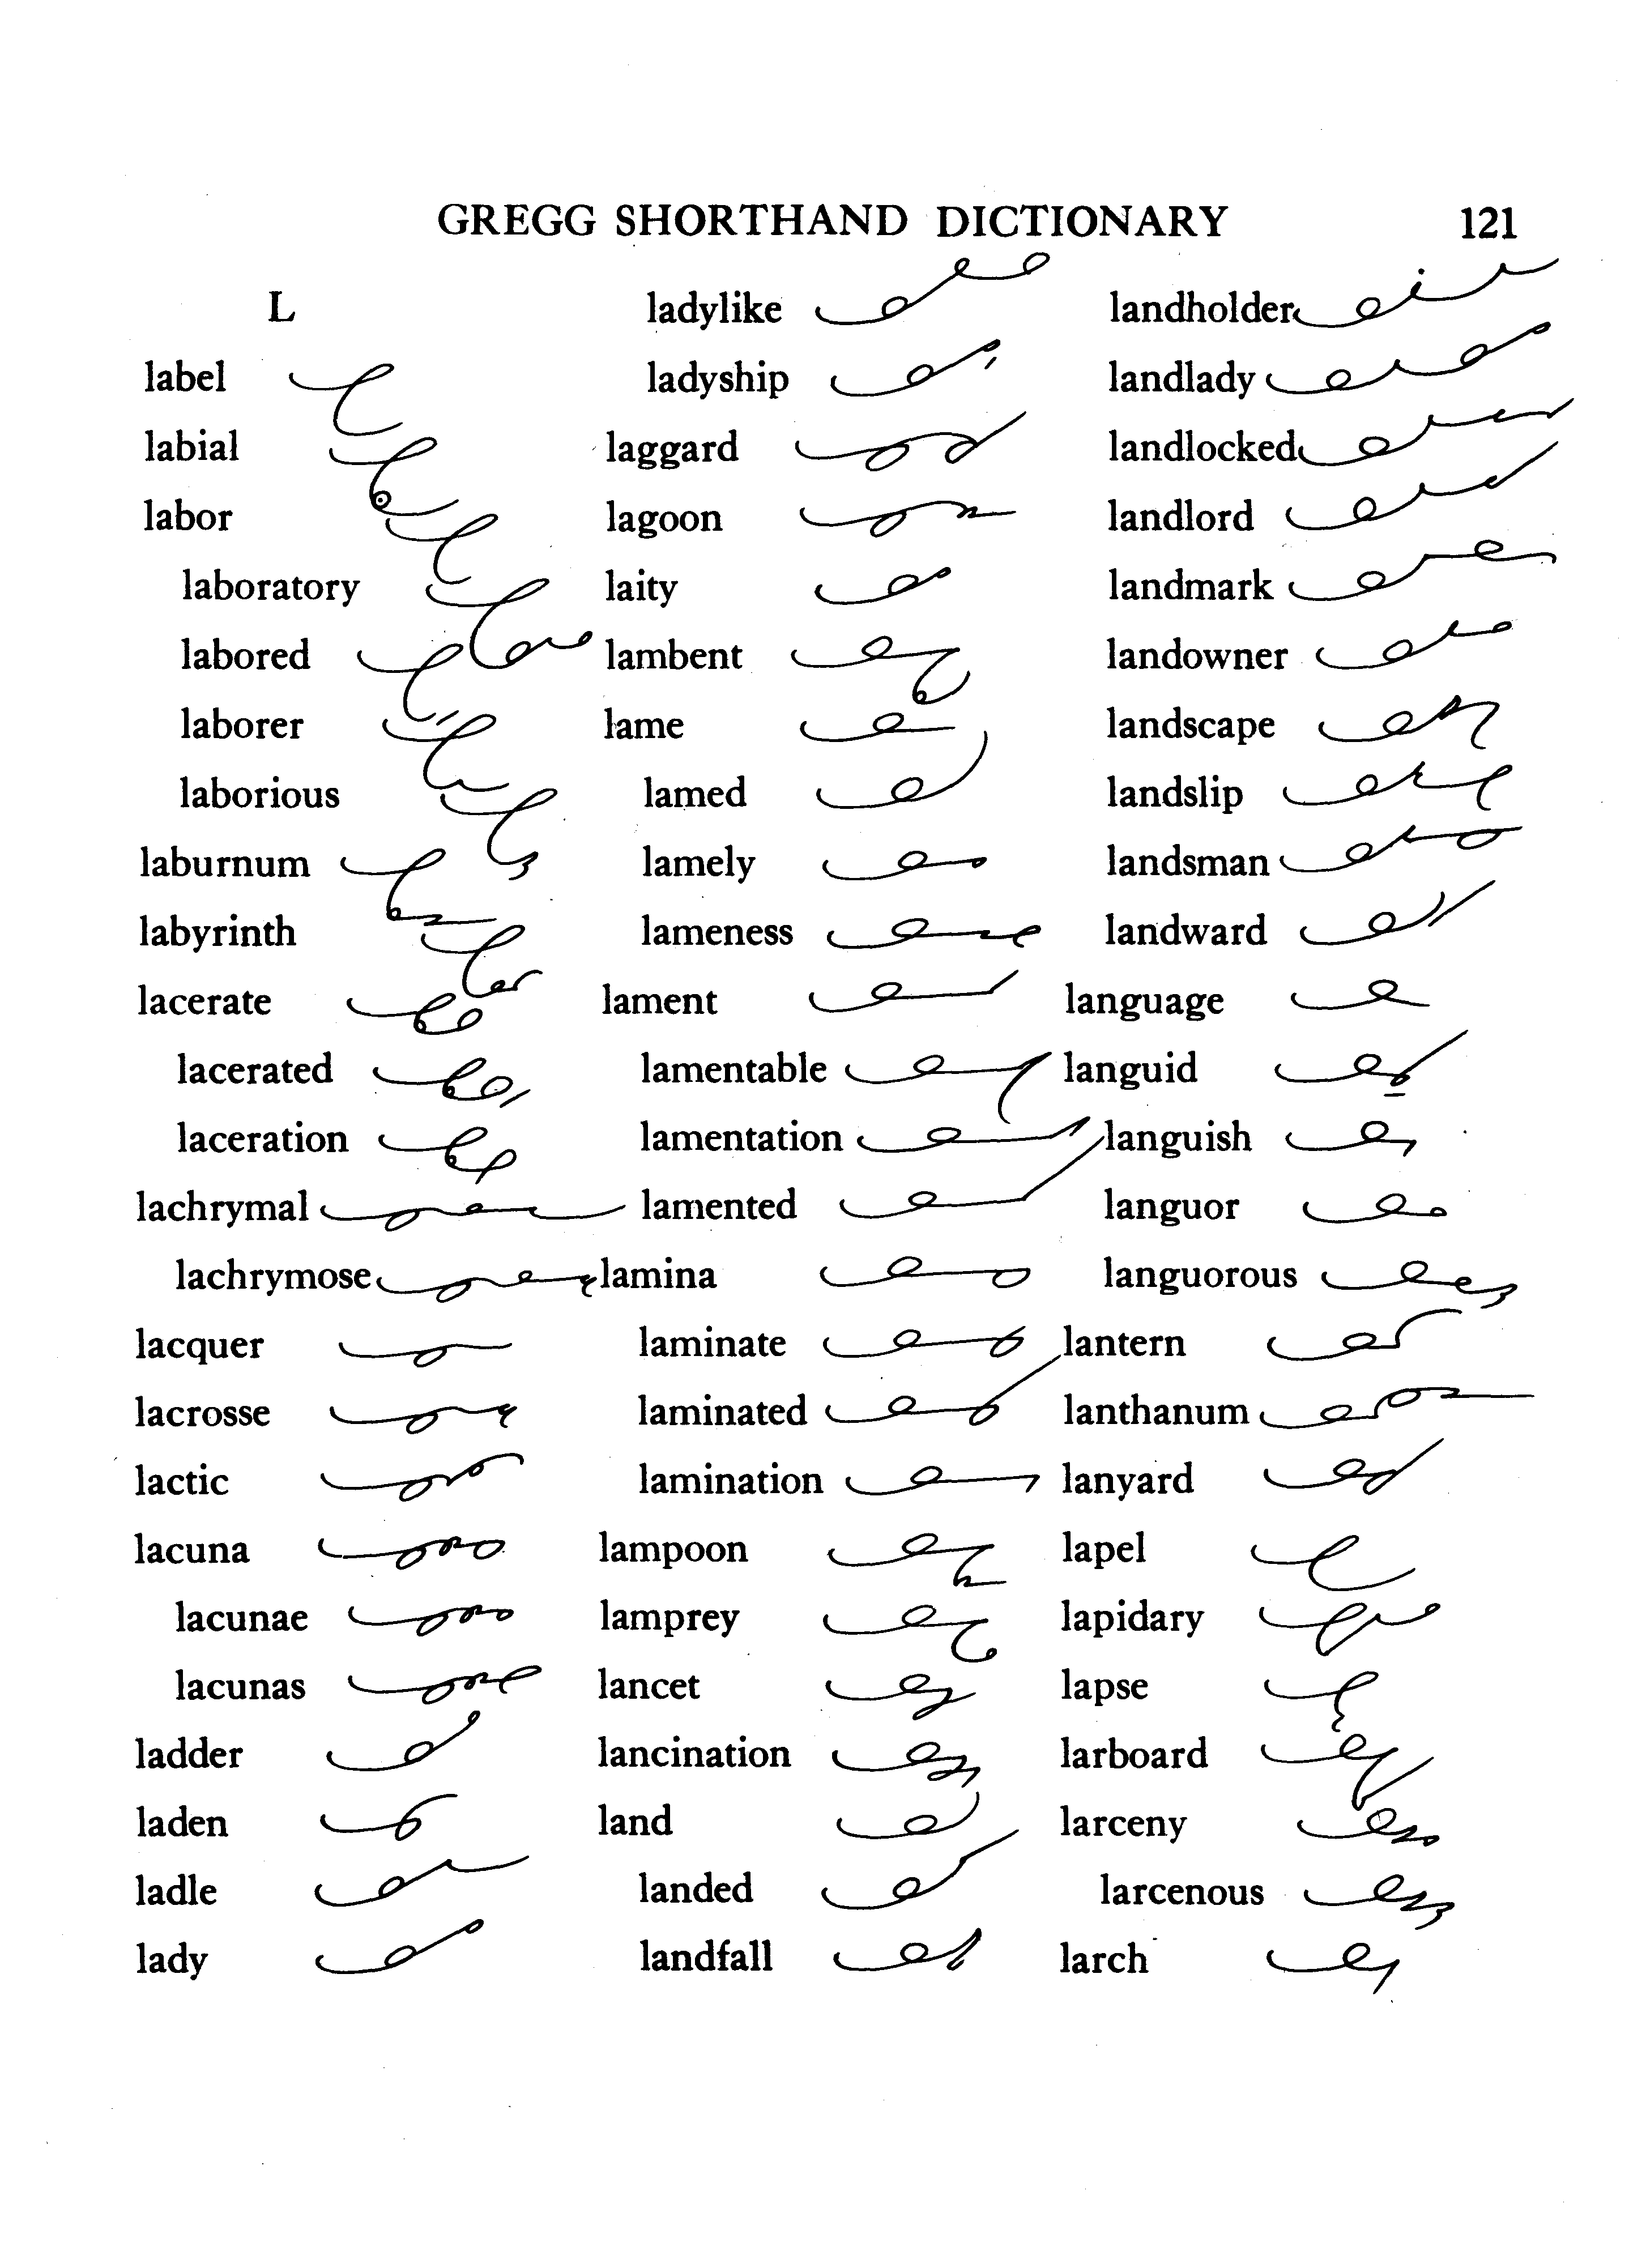 GREGG SHORTHAND DICTIONARY 121
L
label
labial
labor
laboratory
labored
laborer
laborious
laburnum
labyrinth
lacerate
lacerated
laceration
lachrymal
lachrymose
lacquer
lacrosse
lactic
lacuna
lacunae
lacunas
ladder
laden
ladle
lady
ladylike
ladyship
laggard
lagoon
laity
lambent
lame
lamed
lamely
lameness
lament
lamentable
lamentation
lamented
lamina
laminate
laminated
lamination
lampoon
lamprey
lancet
lancination
land
landed
landfall
landholder
landlady
landlocked
landlord
landmark
landowner
landscape
landslip
landsman
landward
language
languid
languish
languor
languorous
lantern
lanthanum
lanyard
lapel
lapidary
lapse
larboard
larceny
larcenous
larch